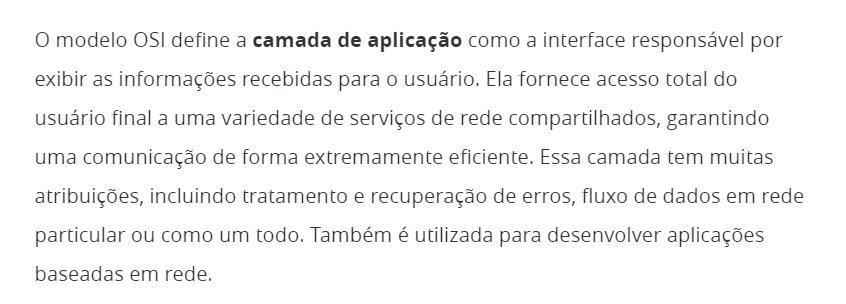 O modelo OSI define a camada de aplicação como a interface responsável por
exibir as informações recebidas para o usuário. Ela fornece acesso total do
usuário final a uma variedade de serviços de rede compartilhados, garantindo
uma comunicação de forma extremamente eficiente. Essa camada tem muitas
atribuições, incluindo tratamento e recuperação de erros, fluxo de dados em rede
particular ou como um todo. Também é utilizada para desenvolver aplicações
baseadas em rede.